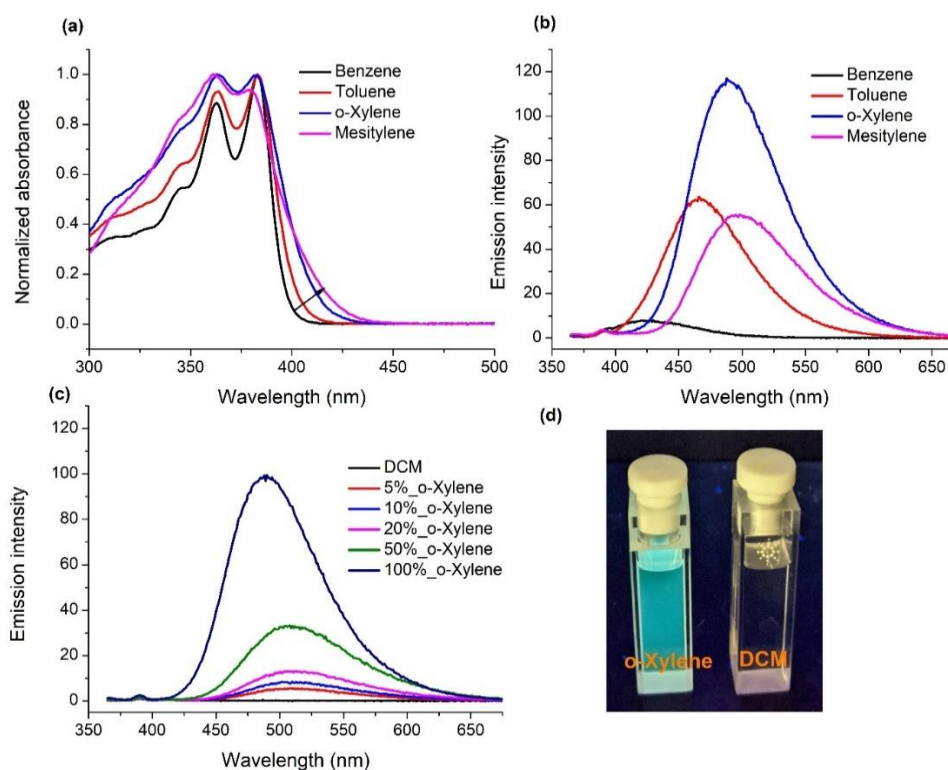 (a)
Benzene
Toluene
o-Xylene
Mesitylene
Normalized absorbance
1.0
0.8
0.6
0.4
0.2
0.0
300 350 400 450 500
Wavelength (nm)
(b)
Benzene
Toluene
o-Xylene
Mesitylene
Emission intensity
120
100
80
60
40
20
0
350 400 450 500 550 600 650
Wavelength (nm)
(c)
DCM
5%_o-Xylene
10%_o-Xylene
20%_o-Xylene
50%_o-Xylene
100%_o-Xylene
Emission intensity
120
100
80
60
40
20
0
350 400 450 500 550 600 650
Wavelength (nm)
(d)
o-Xylene DCM